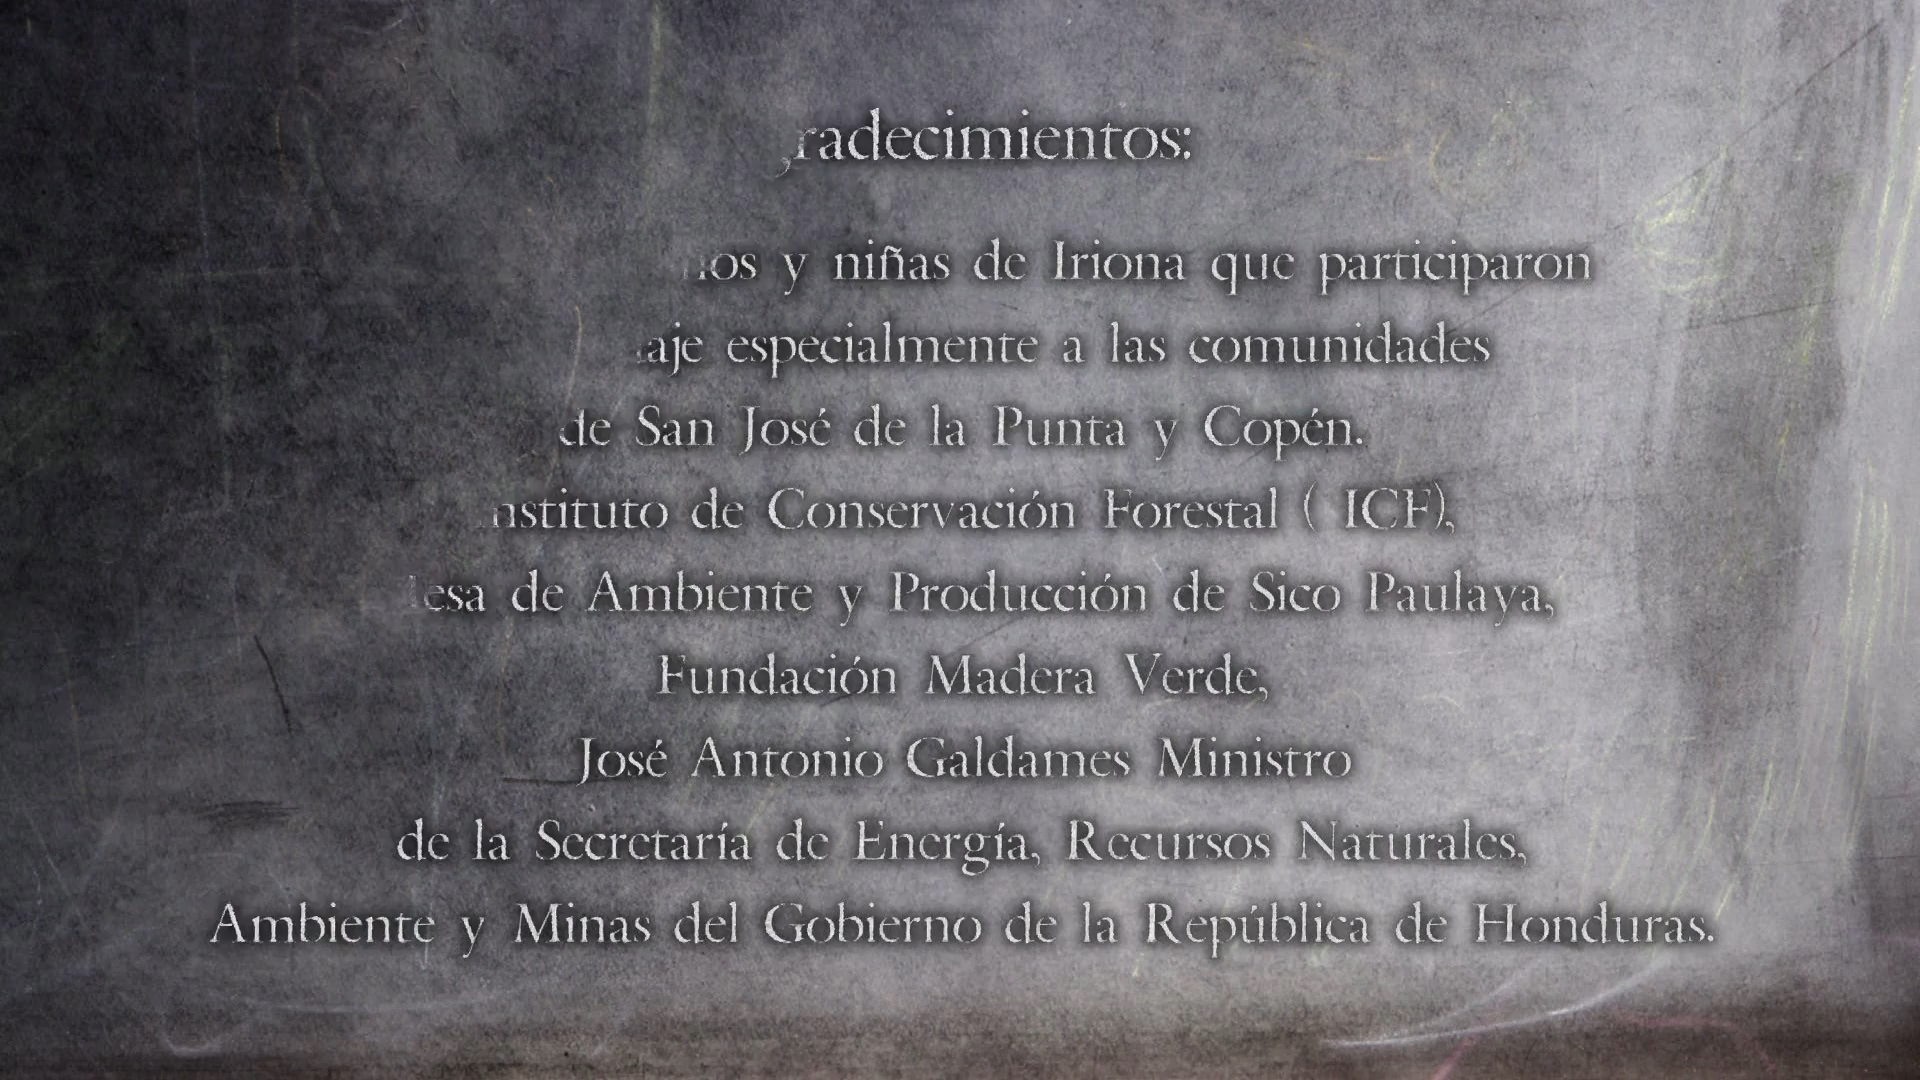 radecimientos:
y niñas de Iriona que participaron
especialmente a las comunidades
de San José de la Punta y Copén.
nstituto de Conservación Forestal ( ICF),
esa de Ambiente y Producción de Sico Paulaya,
Fundación Madera Verde,
José Antonio Galdames Ministro
de la Secretaría de Energía, Recursos Naturales,
Ambiente y Minas del Gobierno de la República de Honduras.